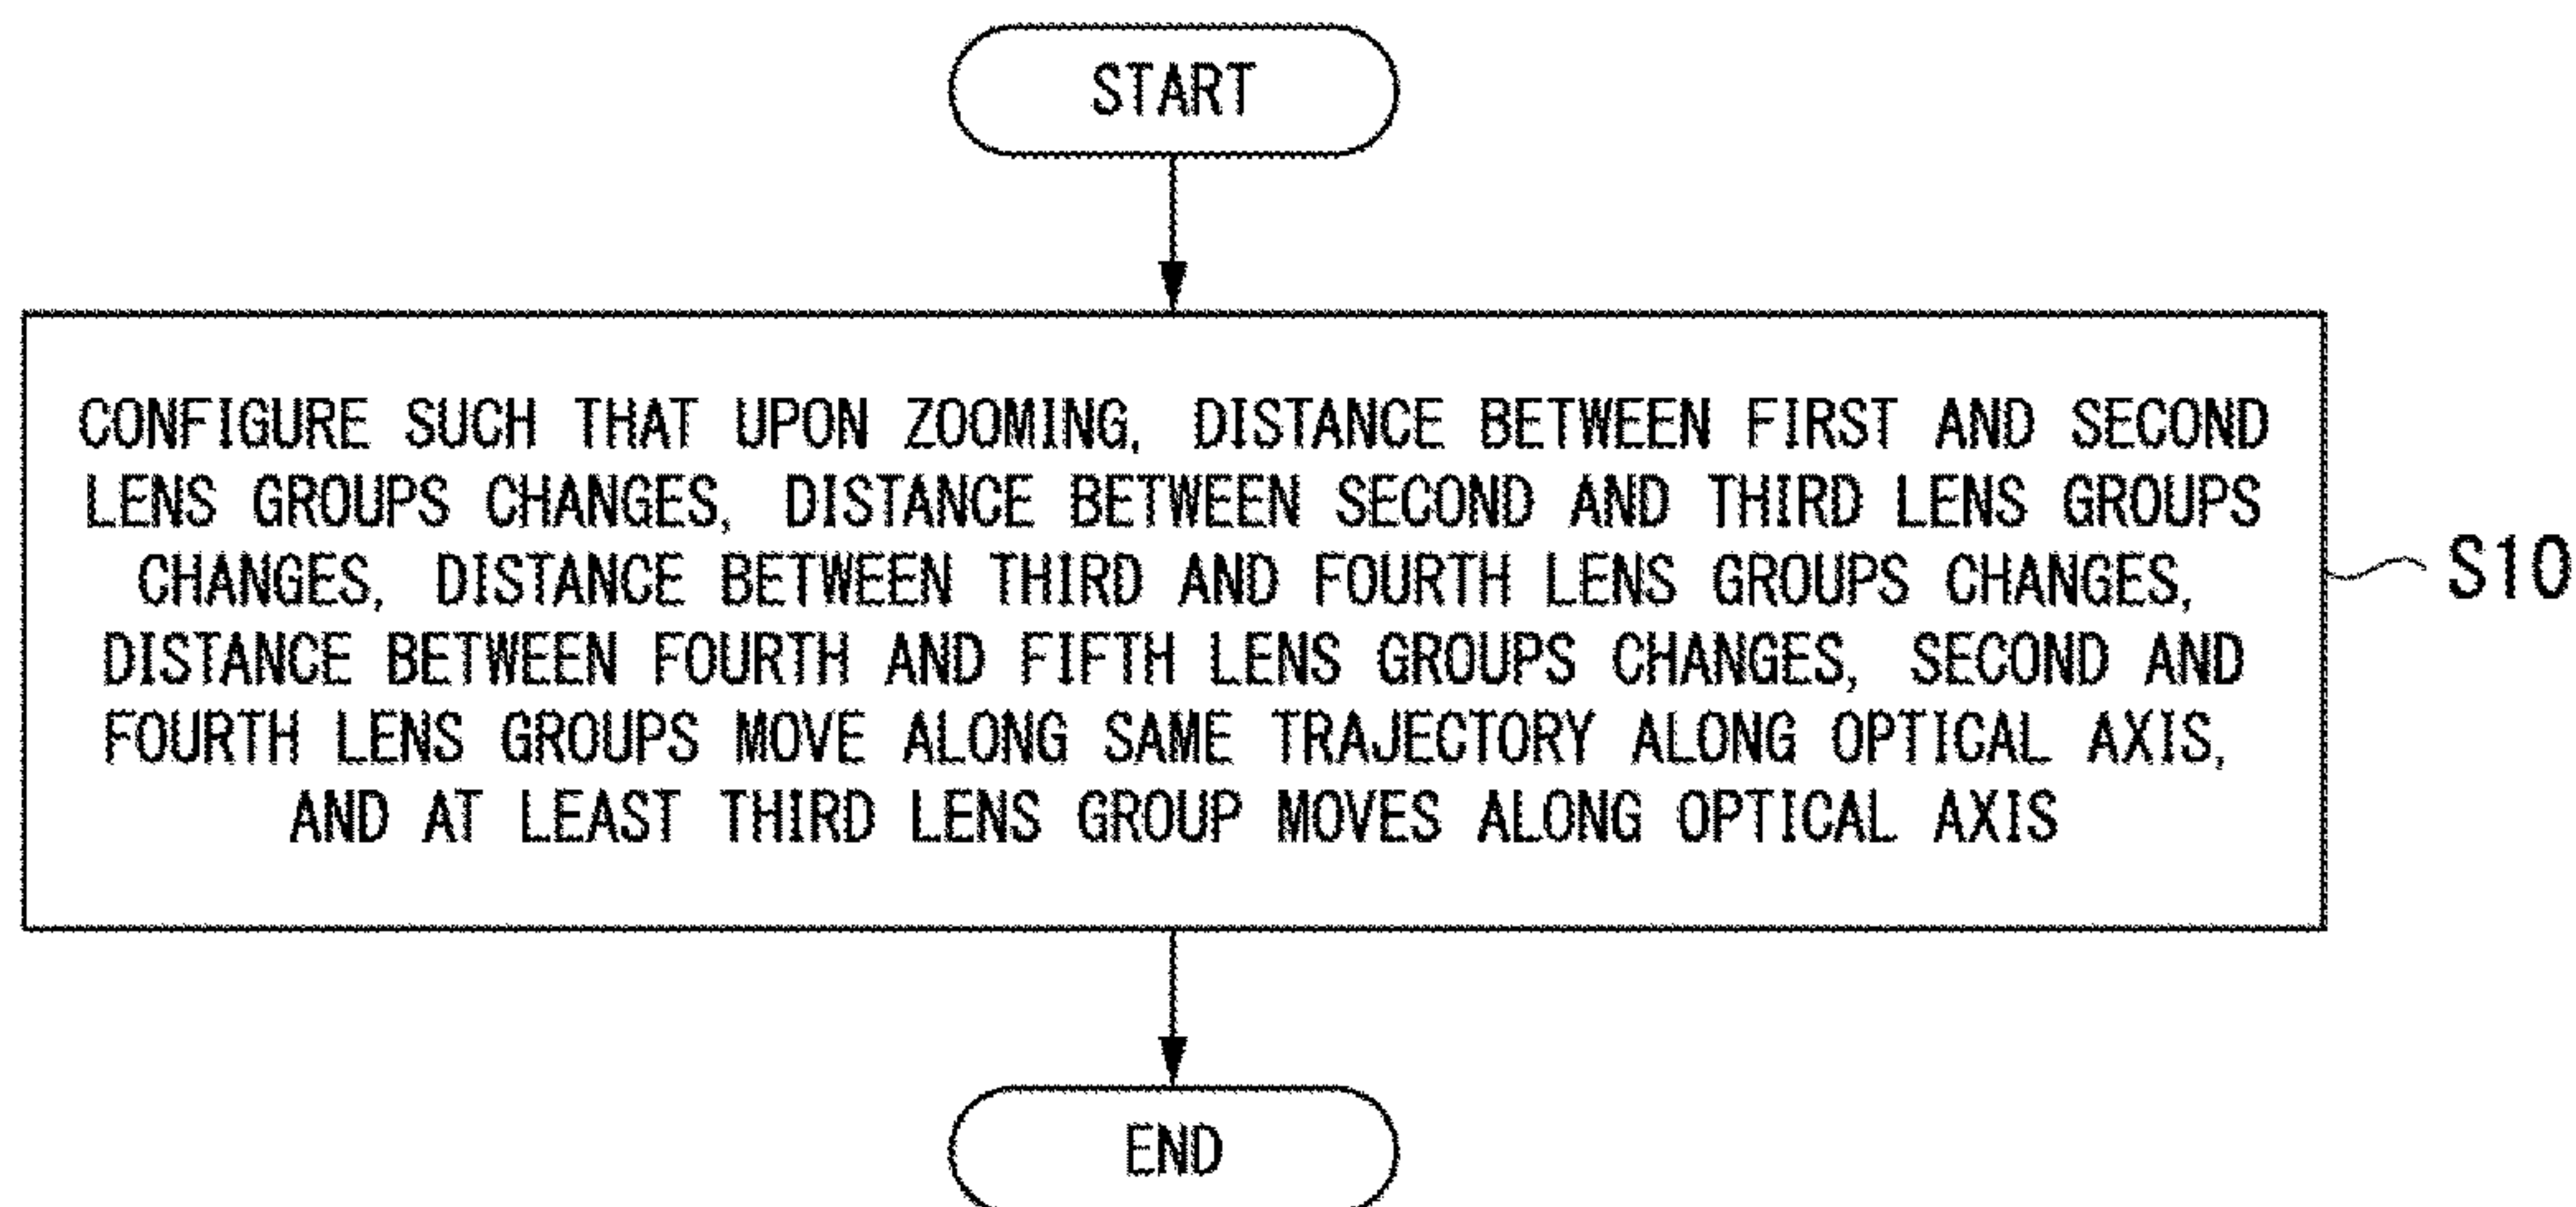 START
CONFIGURE SUCH THAT UPON ZOOMING, DISTANCE BETWEEN FIRST AND SECOND
LENS GROUPS CHANGES, DISTANCE BETWEEN SECOND AND THIRD LENS GROUPS
CHANGES, DISTANCE BETWEEN THIRD AND FOURTH LENS GROUPS CHANGES,
DISTANCE BETWEEN FOURTH AND FIFTH LENS GROUPS CHANGES, SECOND AND
FOURTH LENS GROUPS MOVE ALONG SAME TRAJECTORY ALONG OPTICAL AXIS,
AND AT LEAST THIRD LENS GROUP MOVES ALONG OPTICAL AXIS
S10
END